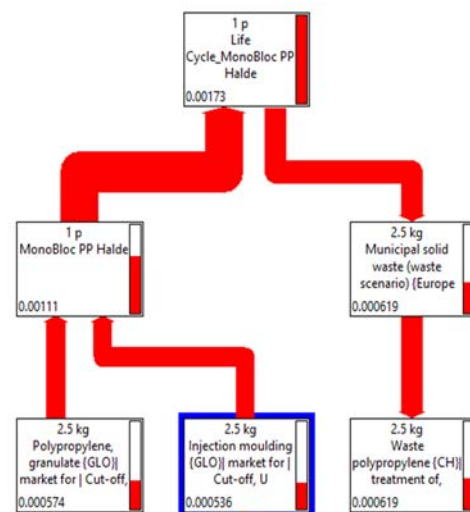 1 p
Life
Cycle_MonoBloc PP
Halde
0.00173
1 p
MonoBloc PP Halde
0.00111
2.5 kg
Municipal solid
waste (waste
scenario) {Europe
0.000619
2.5 kg
Polypropylene,
granulate {GLO}|
market for | Cut-off,
0.000574
2.5 kg
Injection moulding
{GLO}| market for |
Cut-off, U
0.000536
2.5 kg
Waste
polypropylene {CH}|
treatment of,
0.000619